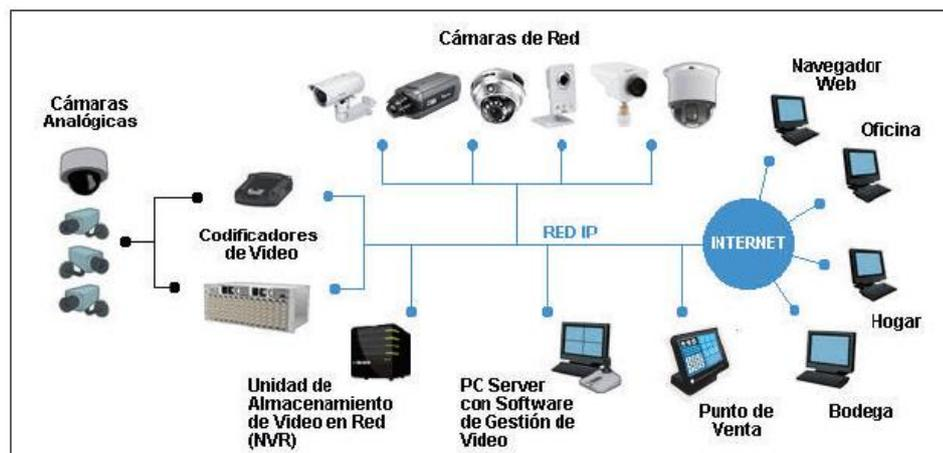 Cámaras de Red
Navegador
Web
Cámaras
Analógicas
Oficina
Codificadores
de Video
RED IP
INTERNET
Hogar
Unidad de
Almacenamiento
de Video en Red
(NVR)
PC Server
con Software
de Gestión de
Video
Punto de
Venta
Bodega